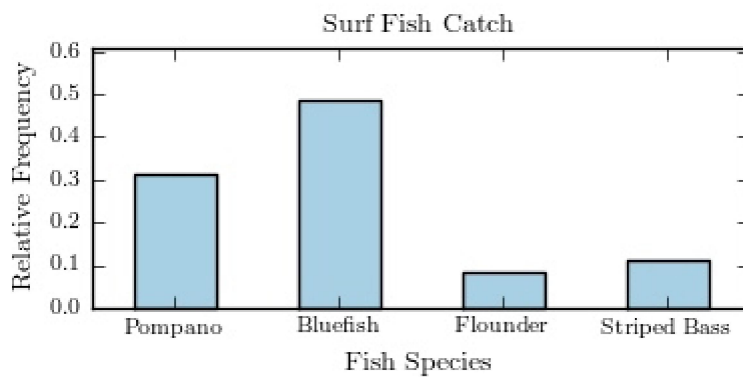 Surf Fish Catch
Relative Frequency
0.6
0.5
0.4
0.3
0.2
0.1
0.0
Pompano Bluefish Flounder Striped Bass
Fish Species